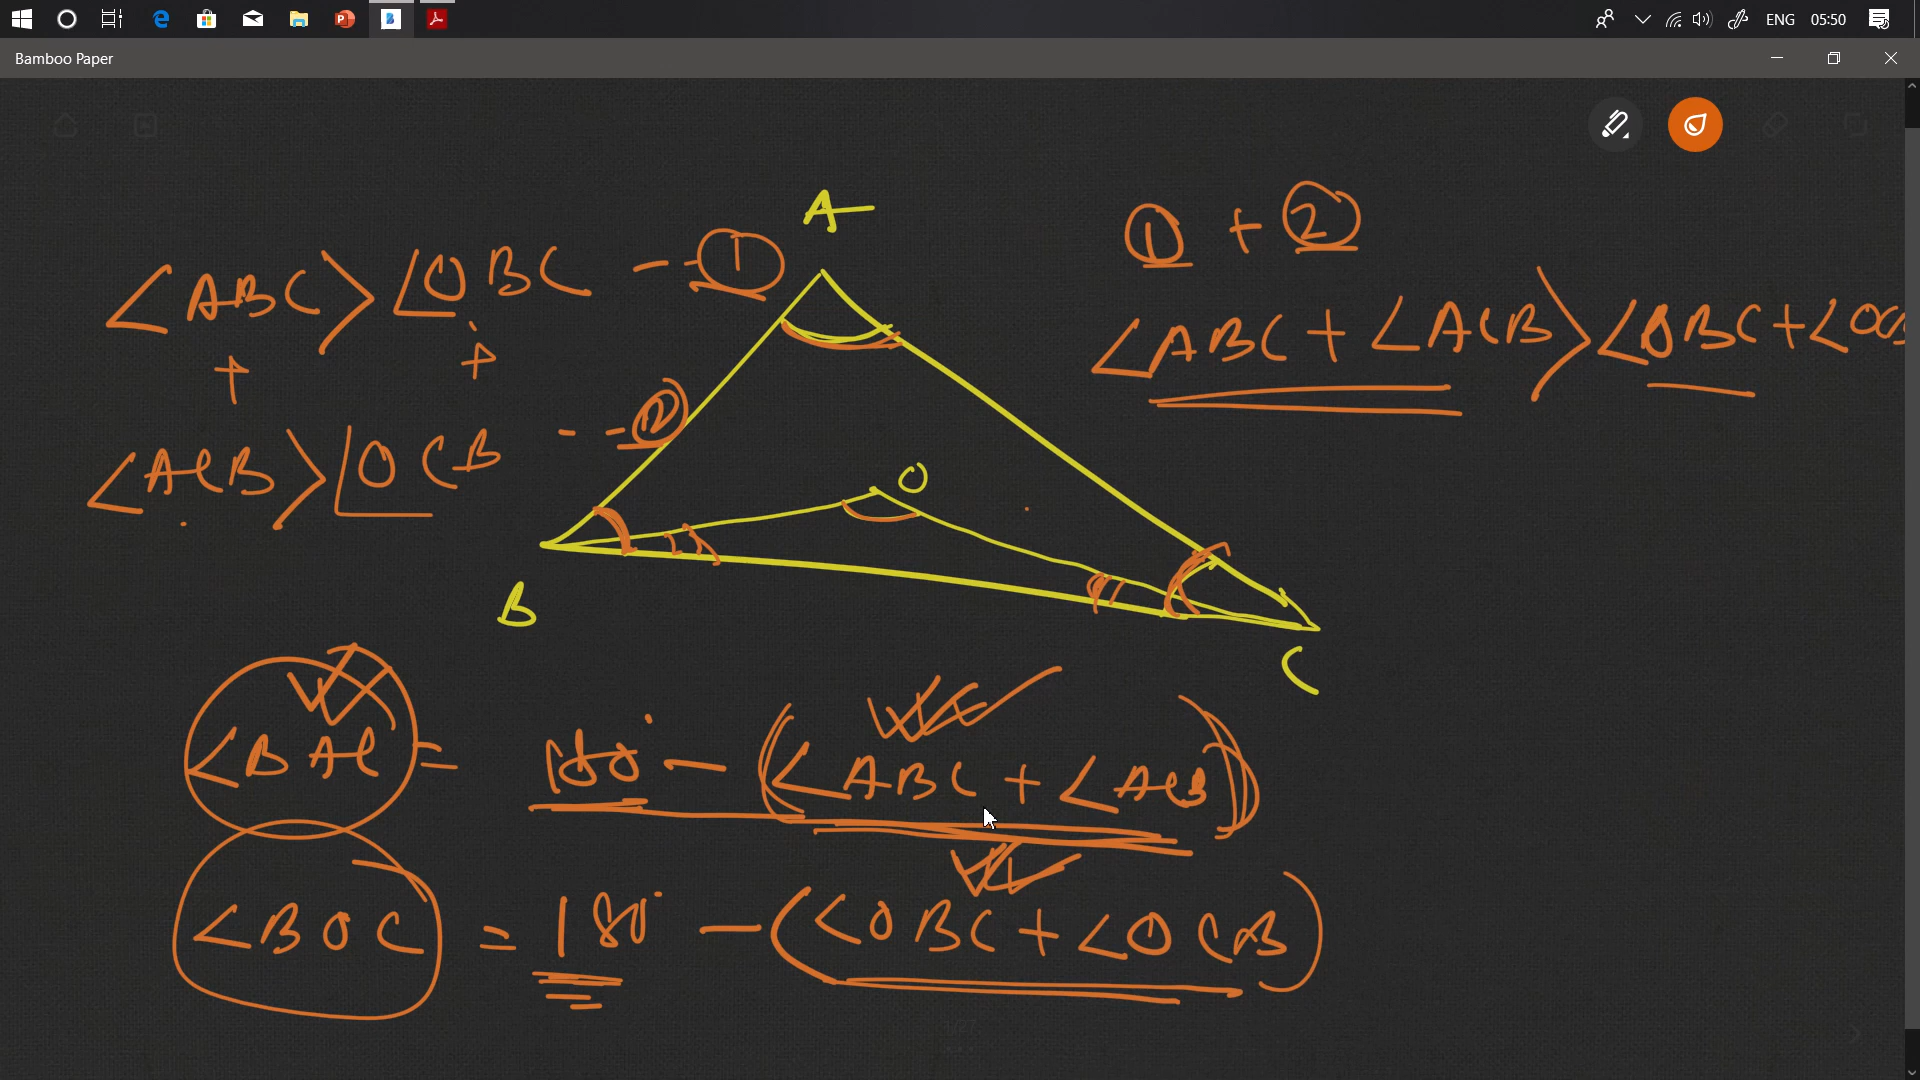 ENG 05:50
Bamboo Paper
A
∠ABC > ∠OBC -- ①
+ +
∠ACB > ∠OCB -- ②
① + ②
∠ABC + ∠ACB > ∠OBC + ∠OCB
O
B
C
∠BAC = 180° - (∠ABC + ∠ACB)
∠BOC = 180° - (∠OBC + ∠OCB)